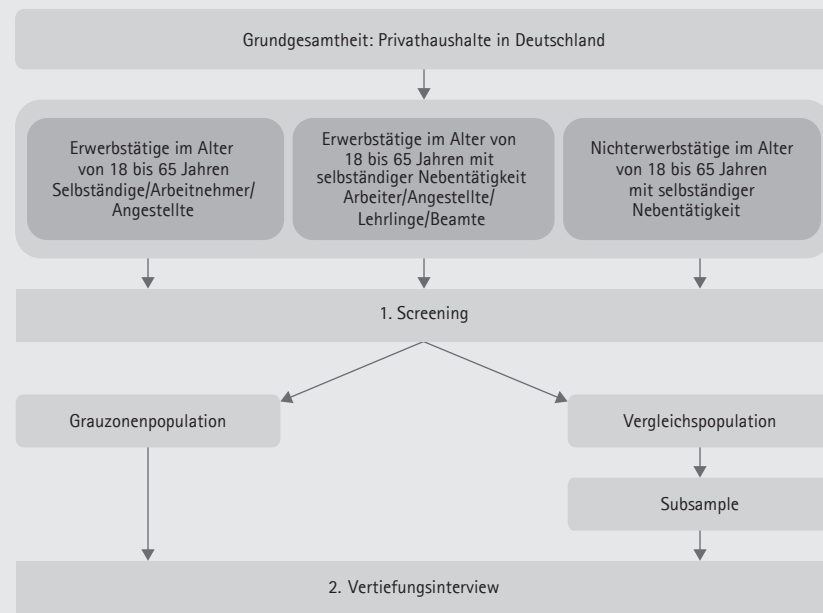 Grundgesamtheit: Privathaushalte in Deutschland
Erwerbstätige im Alter
von 18 bis 65 Jahren
Selbständige/Arbeitnehmer/
Angestellte
Erwerbstätige im Alter von
18 bis 65 Jahren mit
selbständiger Nebentätigkeit
Arbeiter/Angestellte/
Lehrlinge/Beamte
Nichterwerbstätige im Alter
von 18 bis 65 Jahren
mit selbständiger
Nebentätigkeit
1. Screening
Grauzonenpopulation
Vergleichspopulation
Subsample
2. Vertiefungsinterview